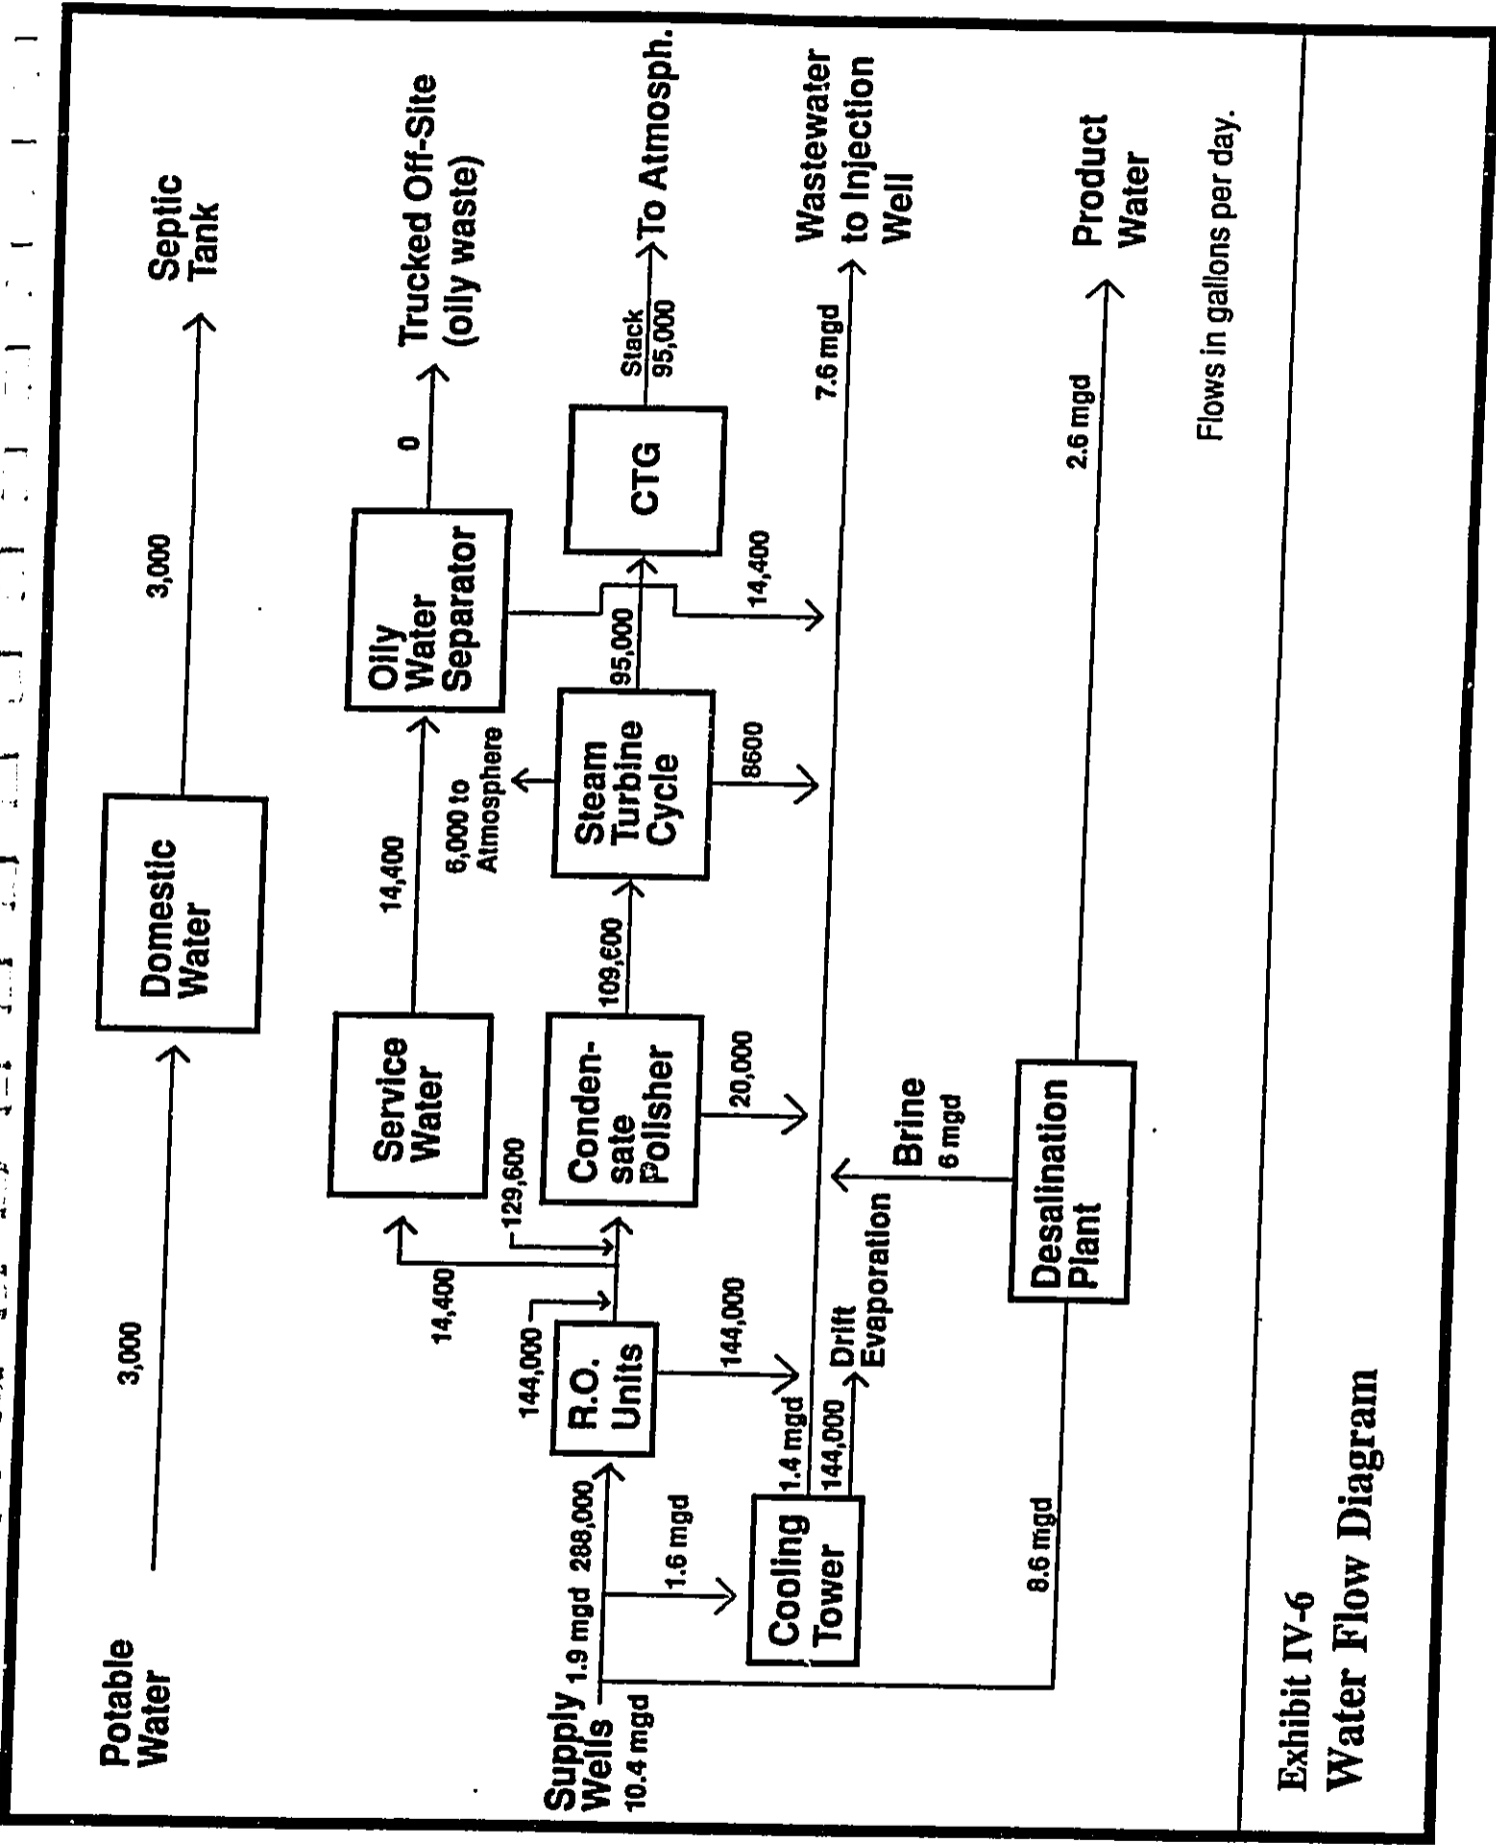 Potable
Water
3,000
Domestic
Water
3,000
Septic
Tank
Supply
Wells
10.4 mgd
1.9 mgd
288,000
1.6 mgd
R.O.
Units
144,000
144,000
14,400
129,600
Service
Water
14,400
Oily
Water
Separator
0
Trucked Off-Site
(oily waste)
14,400
Conden-
sate
Polisher
20,000
109,600
Steam
Turbine
Cycle
6,000 to
Atmosphere
8600
95,000
CTG
Stack
95,000
To Atmosph.
Cooling
Tower
1.4 mgd
144,000
Drift
Evaporation
7.6 mgd
Wastewater
to Injection
Well
8.6 mgd
Desalination
Plant
Brine
6 mgd
2.6 mgd
Product
Water
Flows in gallons per day.
Exhibit IV-6
Water Flow Diagram